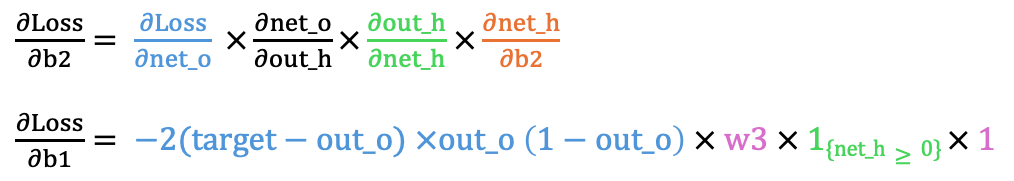 ∂Loss/∂b2 = ∂Loss/∂net_o × ∂net_o/∂out_h × ∂out_h/∂net_h × ∂net_h/∂b2
∂Loss/∂b1 = −2(target − out_o) ×out_o (1 − out_o) × w3 × 1_{net_h ≥ 0} × 1